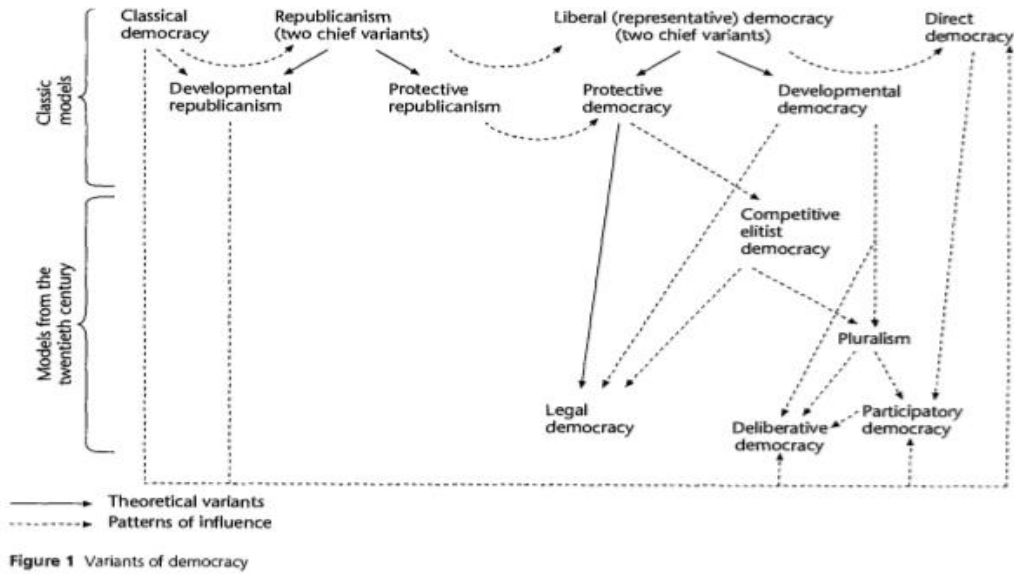 Classical
democracy
Republicanism
(two chief variants)
Liberal (representative) democracy
(two chief variants)
Direct
democracy
Developmental
republicanism
Protective
republicanism
Protective
democracy
Developmental
democracy
Classic
models
Competitive
elitist
democracy
Models from the
twentieth century
Pluralism
Legal
democracy
Deliberative
democracy
Participatory
democracy
Theoretical variants
Patterns of influence
Figure 1 Variants of democracy